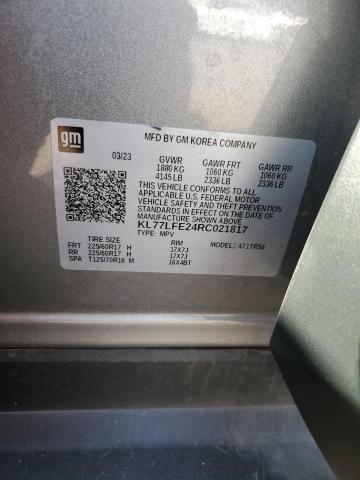 gm
MFD BY GM KOREA COMPANY
03/23 GVWR GAWR FRT GAWR RR
1880 KG 1060 KG 1060 KG
4145 LB 2336 LB 2336 LB
THIS VEHICLE CONFORMS TO ALL
APPLICABLE U.S. FEDERAL MOTOR
VEHICLE SAFETY AND THEFT PREVENTION
STANDARDS IN EFFECT ON THE DATE OF
MANUFACTURE SHOWN ABOVE.
KL77LFE24RC021817
TYPE: MPV 471TR58
TIRE SIZE RIM
FRT 225/60R17 H 17X7J
RR 225/60R17 H 17X7J
SPA T125/70R16 M 16X4BT